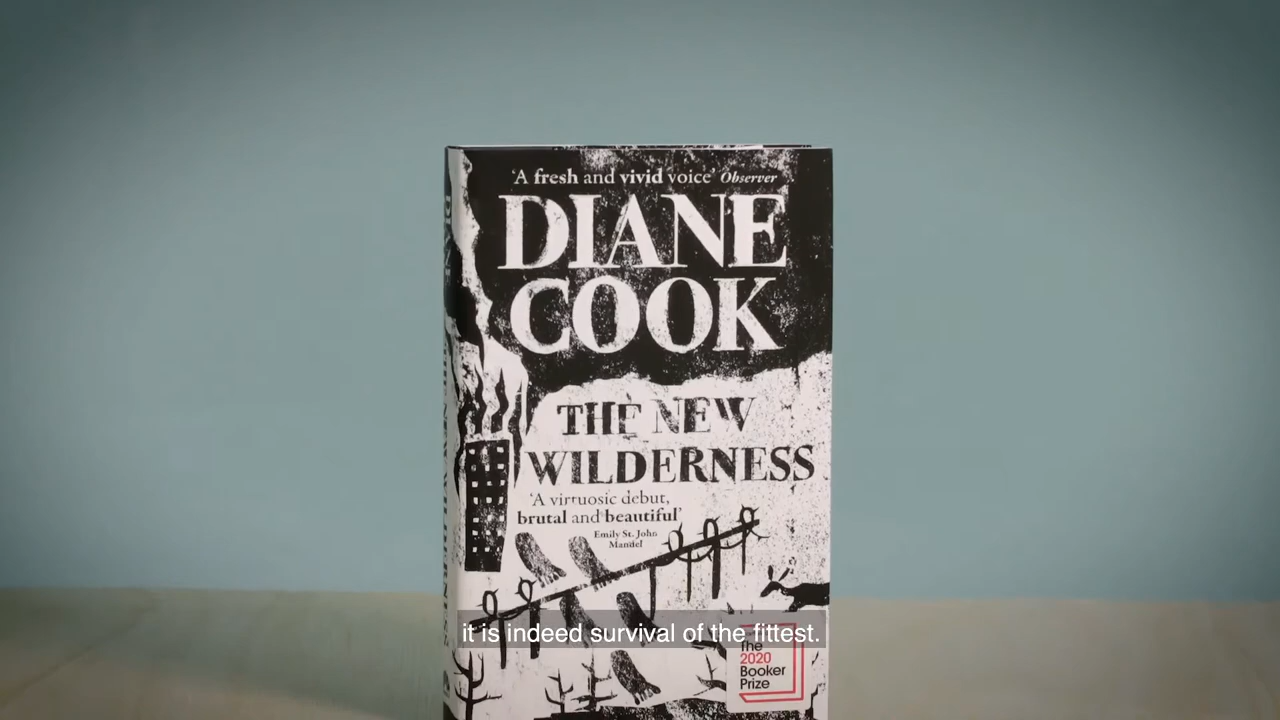 'A fresh and vivid voice' Observer
DIANE
COOK
THE NEW
WILDERNESS
'A virtuosic debut,
brutal and beautiful'
Emily St. John
Mandel
it is indeed survival of the fittest.
The
2020
Booker
Prize